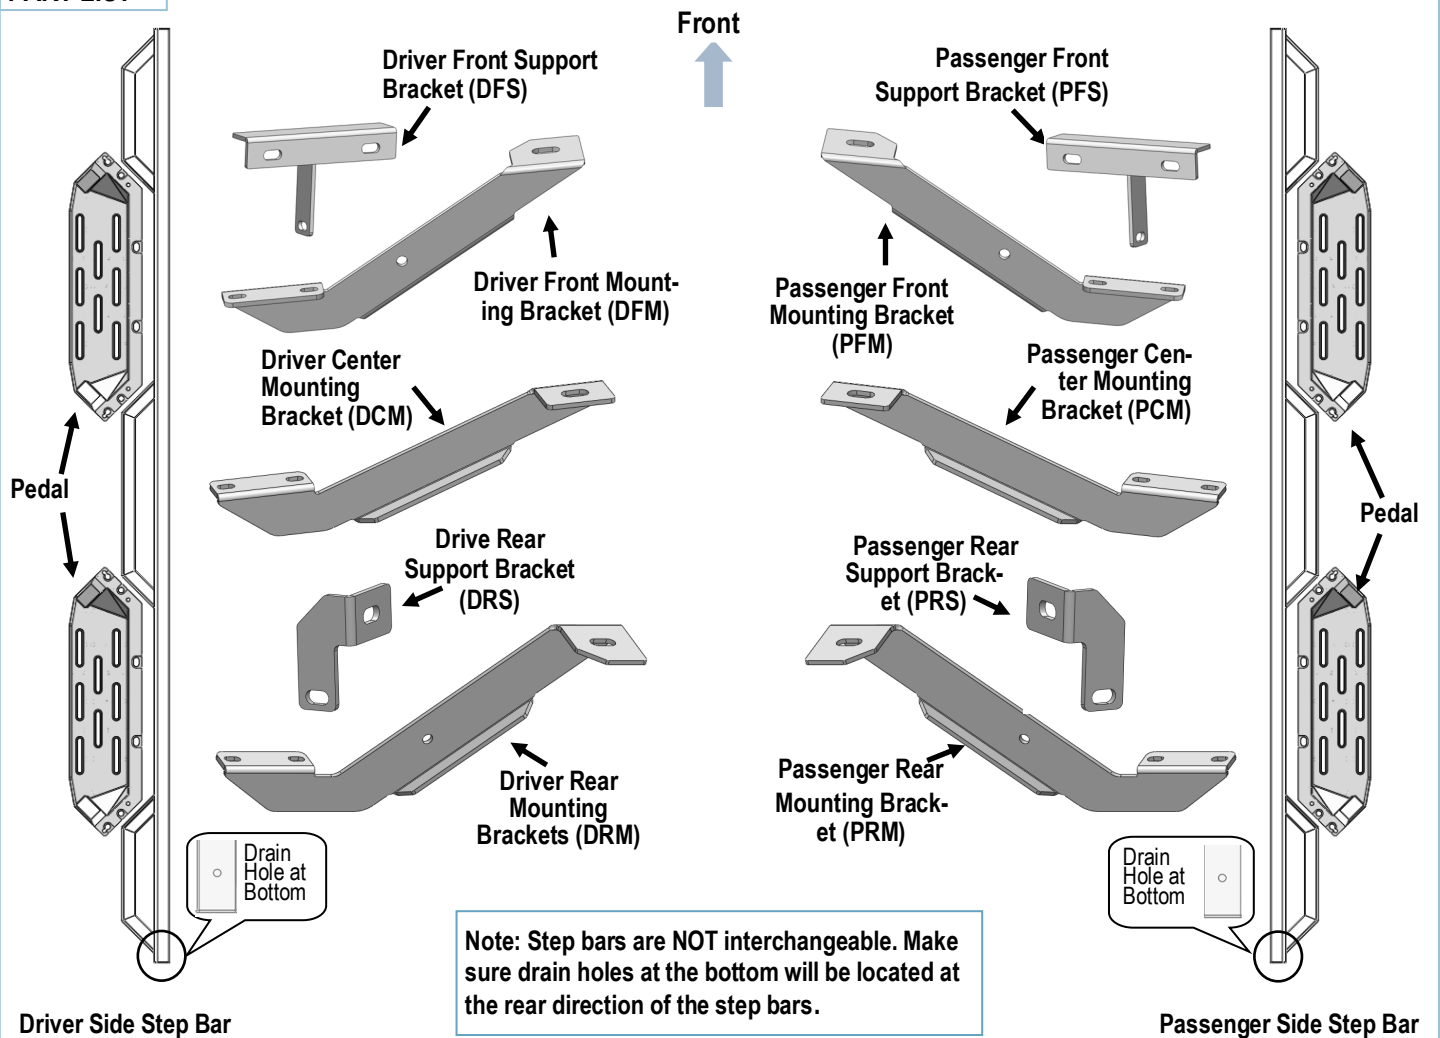 PART LIST
Front
Driver Front Support
Bracket (DFS)
Passenger Front
Support Bracket (PFS)
Driver Front Mount-
ing Bracket (DFM)
Passenger Front
Mounting Bracket
(PFM)
Driver Center
Mounting
Bracket (DCM)
Passenger Cen-
ter Mounting
Bracket (PCM)
Pedal
Pedal
Drive Rear
Support Bracket
(DRS)
Passenger Rear
Support Brack-
et (PRS)
Driver Rear
Mounting
Brackets (DRM)
Passenger Rear
Mounting Brack-
et (PRM)
Drain
Hole at
Bottom
Drain
Hole at
Bottom
Note: Step bars are NOT interchangeable. Make
sure drain holes at the bottom will be located at
the rear direction of the step bars.
Driver Side Step Bar
Passenger Side Step Bar